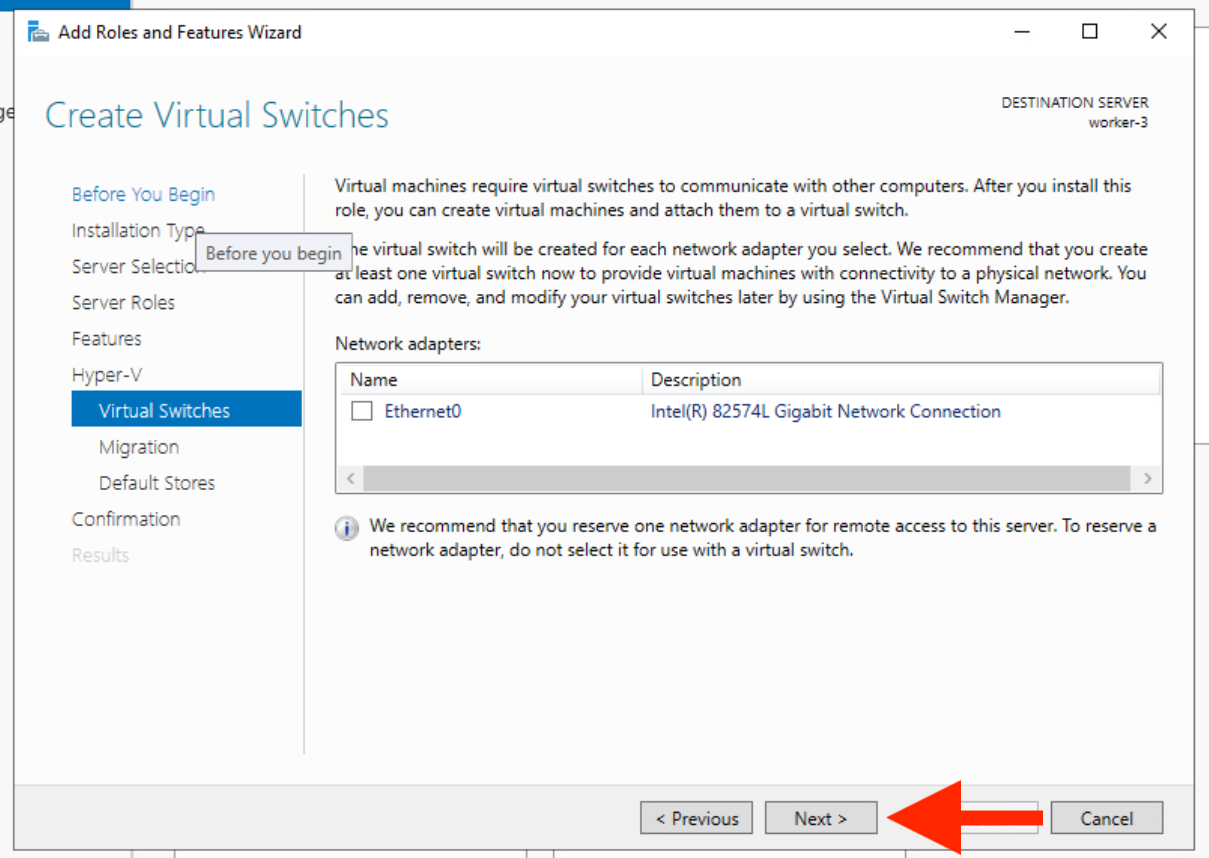 ge
Add Roles and Features Wizard
Create Virtual Switches
DESTINATION SERVER
worker-3
Before You Begin
Installation Type
Before you begin
Server Selection
Server Roles
Features
Hyper-V
Virtual Switches
Migration
Default Stores
Confirmation
Results
Virtual machines require virtual switches to communicate with other computers. After you install this
role, you can create virtual machines and attach them to a virtual switch.
ne virtual switch will be created for each network adapter you select. We recommend that you create
at least one virtual switch now to provide virtual machines with connectivity to a physical network. You
can add, remove, and modify your virtual switches later by using the Virtual Switch Manager.
Network adapters:
Name Description
Ethernet0 Intel(R) 82574L Gigabit Network Connection
We recommend that you reserve one network adapter for remote access to this server. To reserve a
network adapter, do not select it for use with a virtual switch.
< Previous Next > Cancel